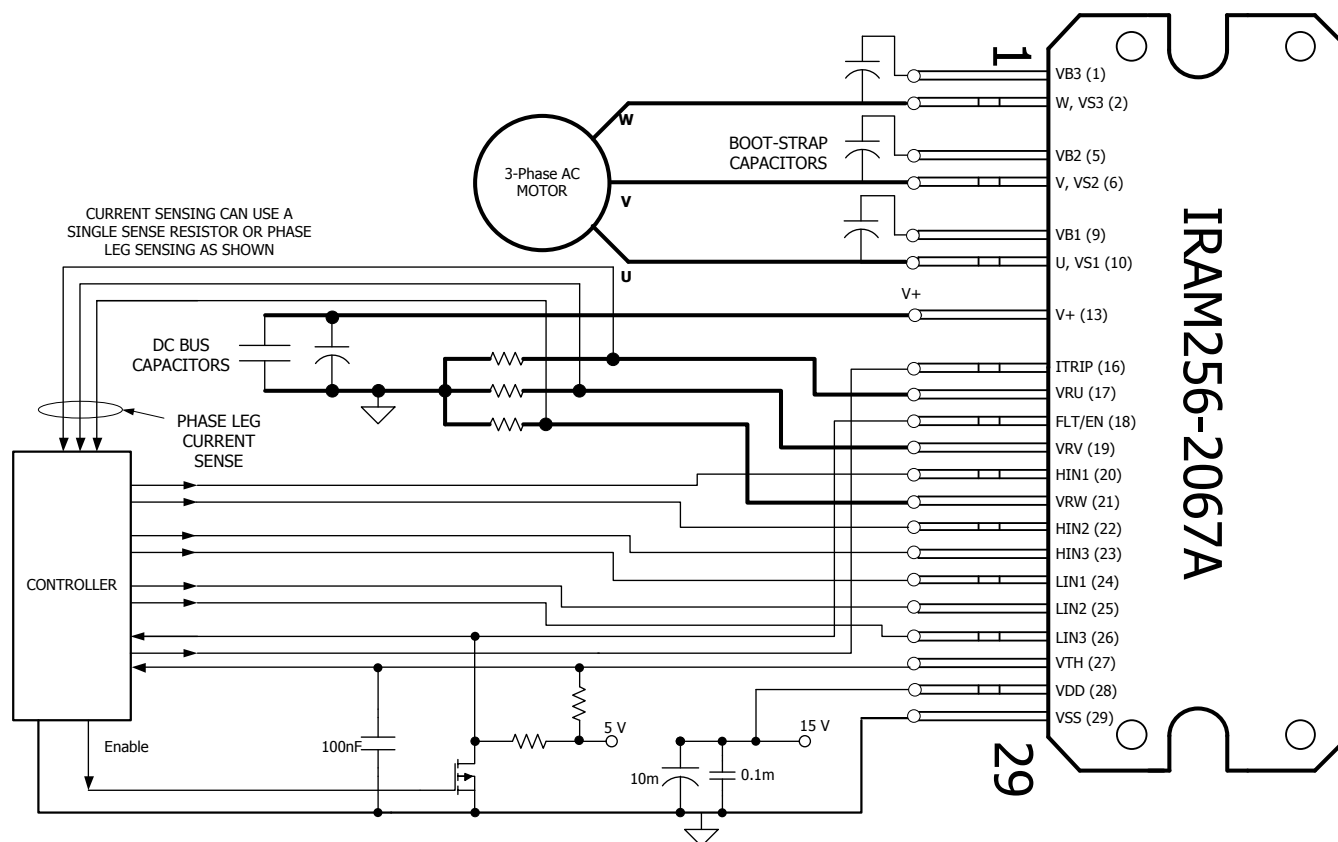 1
VB3 (1)
W, VS3 (2)
W
BOOT-STRAP
CAPACITORS
VB2 (5)
3-Phase AC
MOTOR
V, VS2 (6)
V
CURRENT SENSING CAN USE A
SINGLE SENSE RESISTOR OR PHASE
LEG SENSING AS SHOWN
VB1 (9)
U, VS1 (10)
U
V+
V+ (13)
DC BUS
CAPACITORS
ITRIP (16)
VRU (17)
PHASE LEG
CURRENT
SENSE
FLT/EN (18)
VRV (19)
HIN1 (20)
VRW (21)
HIN2 (22)
HIN3 (23)
CONTROLLER
LIN1 (24)
LIN2 (25)
LIN3 (26)
VTH (27)
VDD (28)
VSS (29)
IRAM256-2067A
Enable
100nF
5 V
15 V
10m
0.1m
29